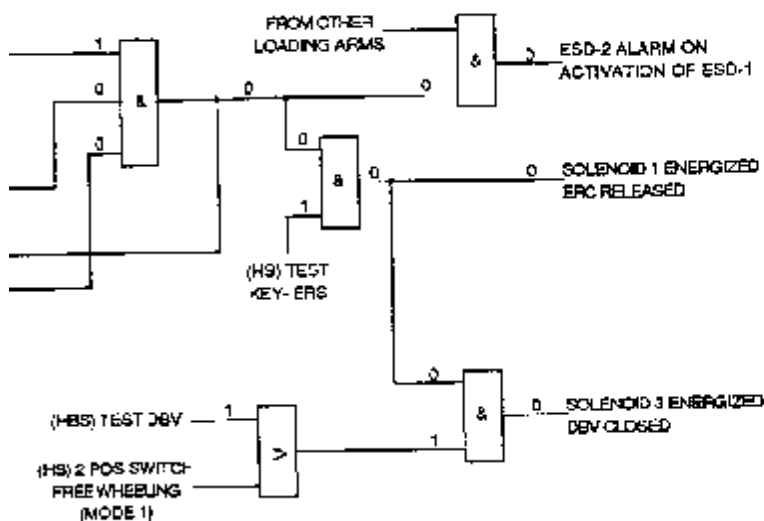 FROM OTHER
LOADING ARMS
1
0
&
0
0
0
&
0
ESD-2 ALARM ON
ACTIVATION OF ESD-1
0
&
1
0
0
SOLENOID 1 ENERGIZED
ERC RELEASED
(HS) TEST
KEY- ERS
0
&
0
SOLENOID 3 ENERGIZED
DBV CLOSED
(HBS) TEST DBV
1
V
1
(HS) 2 POS SWITCH
FREE WHEELING
(MODE 1)